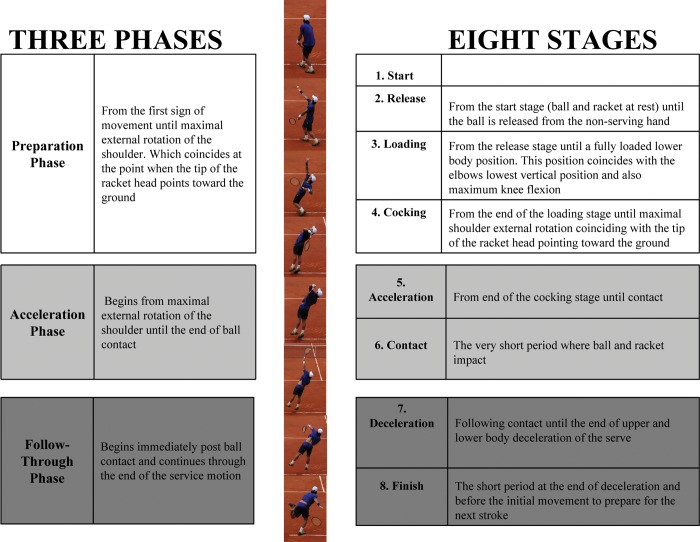 THREE PHASES
Preparation
Phase
From the first sign of
movement until maximal
external rotation of the
shoulder. Which coincides at
the point when the tip of the
racket head points toward the
ground
Acceleration
Phase
Begins from maximal
external rotation of the
shoulder until the end of ball
contact
Follow-
Through
Phase
Begins immediately post ball
contact and continues through
the end of the service motion
EIGHT STAGES
1. Start
2. Release
From the start stage (ball and racket at rest) until
the ball is released from the non-serving hand
3. Loading
From the release stage until a fully loaded lower
body position. This position coincides with the
elbows lowest vertical position and also
maximum knee flexion
4. Cocking
From the end of the loading stage until maximal
shoulder external rotation coinciding with the tip
of the racket head pointing toward the ground
5.
Acceleration
From end of the cocking stage until contact
6. Contact
The very short period where ball and racket
impact
7.
Deceleration
Following contact until the end of upper and
lower body deceleration of the serve
8. Finish
The short period at the end of deceleration and
before the initial movement to prepare for the
next stroke